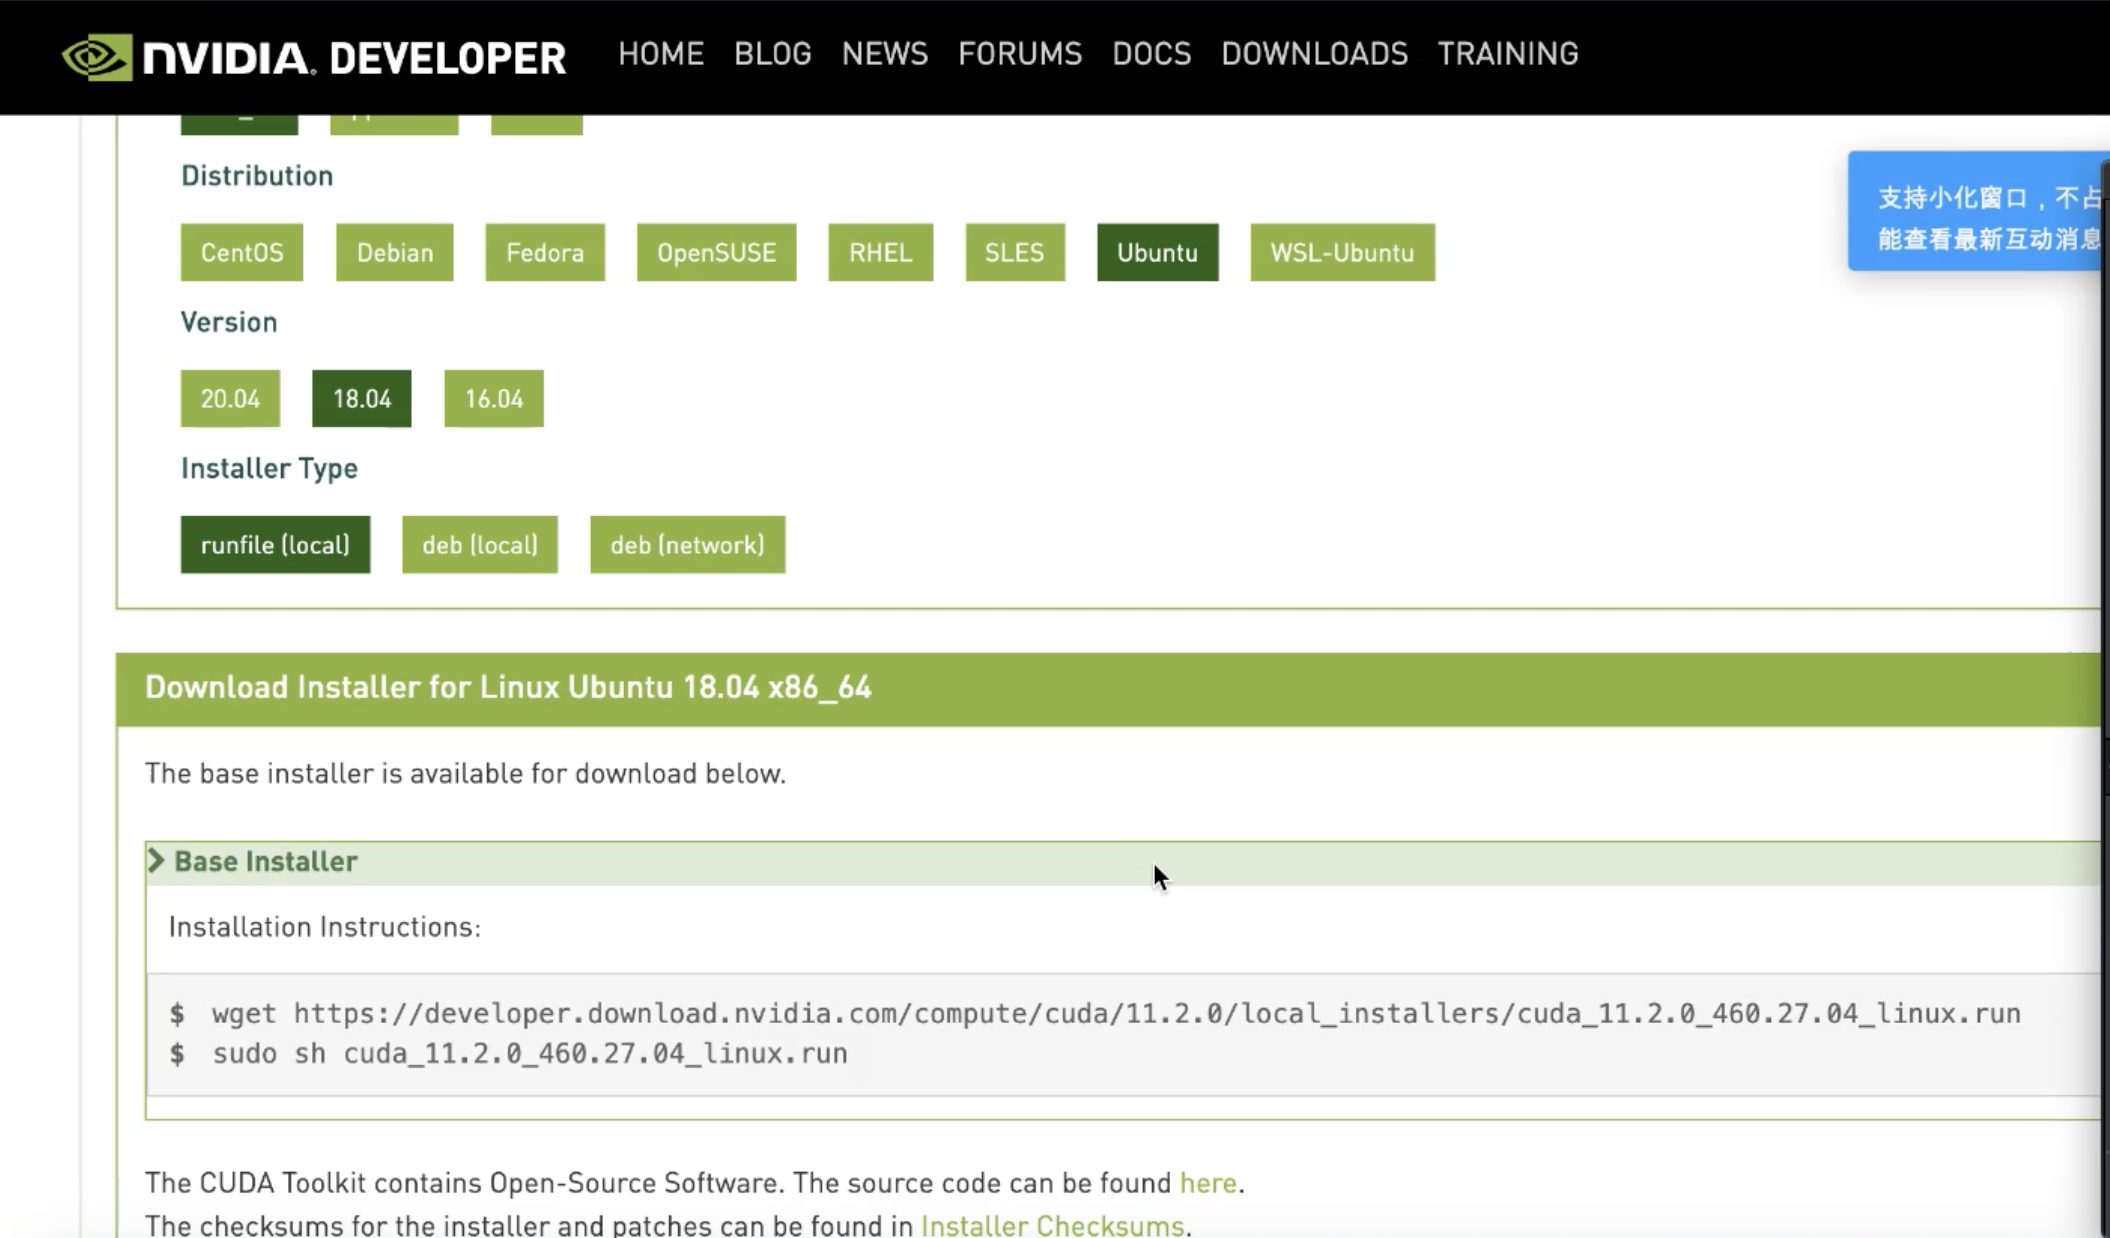 NVIDIA. DEVELOPER HOME BLOG NEWS FORUMS DOCS DOWNLOADS TRAINING
Distribution
支持小化窗口，不占
能查看最新互动消息
CentOS Debian Fedora OpenSUSE RHEL SLES Ubuntu WSL-Ubuntu
Version
20.04 18.04 16.04
Installer Type
runfile (local) deb (local) deb (network)
Download Installer for Linux Ubuntu 18.04 x86_64
The base installer is available for download below.
Base Installer
Installation Instructions:
$ wget https://developer.download.nvidia.com/compute/cuda/11.2.0/local_installers/cuda_11.2.0_460.27.04_linux.run
$ sudo sh cuda_11.2.0_460.27.04_linux.run
The CUDA Toolkit contains Open-Source Software. The source code can be found here.
The checksums for the installer and patches can be found in Installer Checksums.